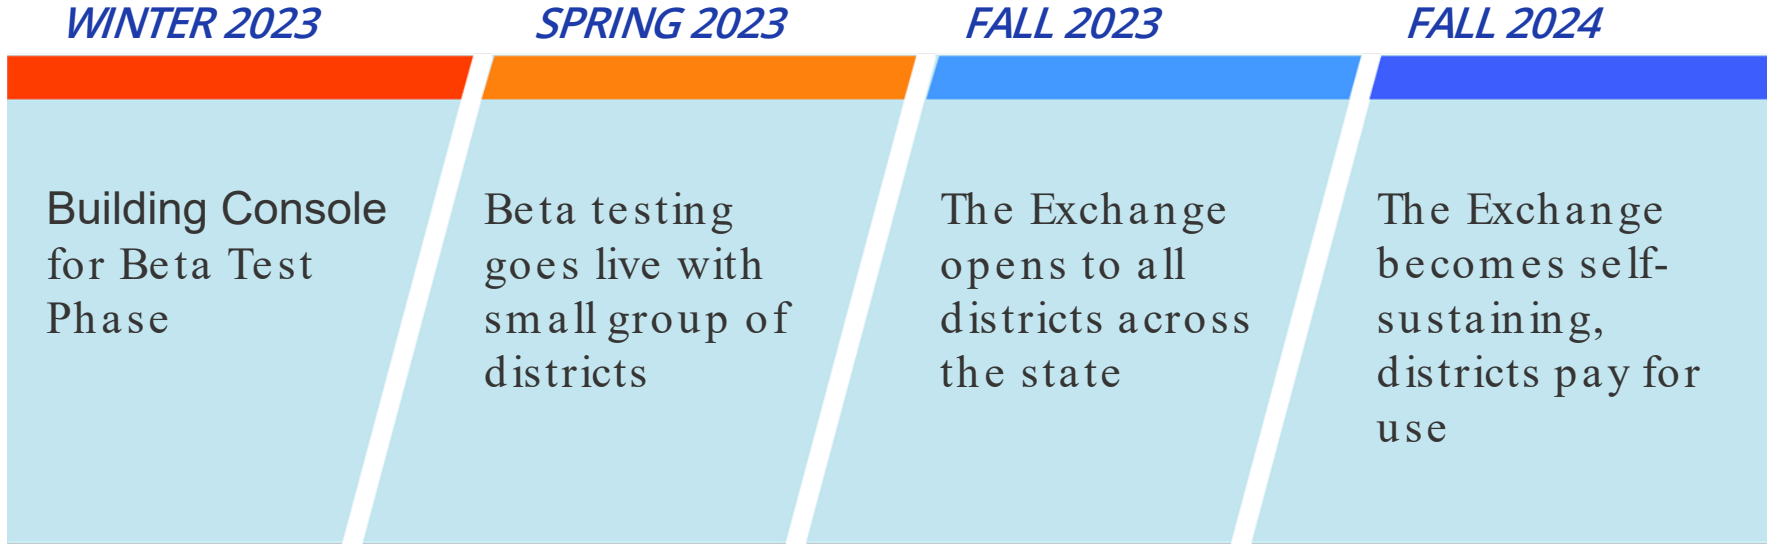 WINTER 2023
SPRING 2023
FALL 2023
FALL 2024
Building Console
for Beta Test
Phase
Beta testing
goes live with
small group of
districts
The Exchange
opens to all
districts across
the state
The Exchange
becomes self-
sustaining,
districts pay for
use